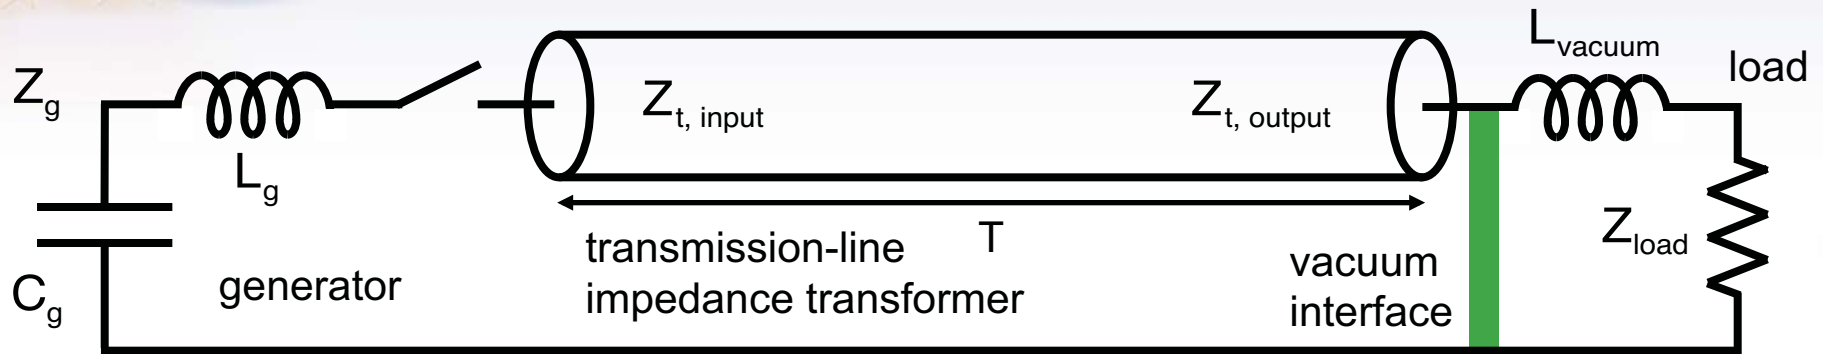 Z_g
L_g
C_g
generator
Z_t, input
Z_t, output
T
transmission-line
impedance transformer
vacuum
interface
L_vacuum
load
Z_load